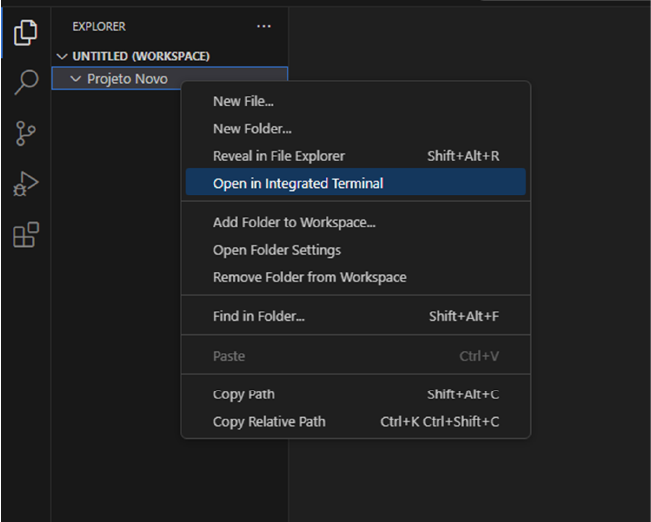 EXPLORER ...
UNTITLED (WORKSPACE)
Projeto Novo
New File...
New Folder...
Reveal in File Explorer Shift+Alt+R
Open in Integrated Terminal
Add Folder to Workspace...
Open Folder Settings
Remove Folder from Workspace
Find in Folder... Shift+Alt+F
Paste Ctrl+V
Copy Path Shift+Alt+C
Copy Relative Path Ctrl+K Ctrl+Shift+C